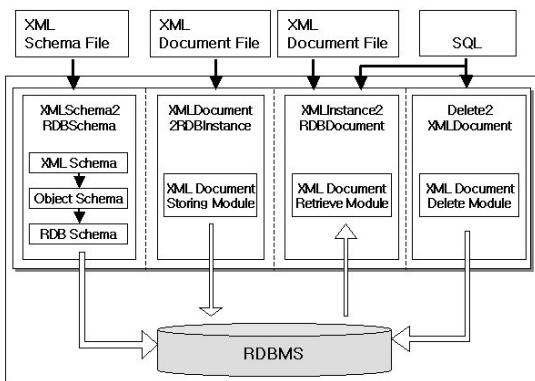 XML
Schema File
XML
Document File
XML
Document File
SQL
XMLSchema2
RDBSchema
XML Schema
Object Schema
RDB Schema
XMLDocument
2RDBInstance
XML Document
Storing Module
XMLInstance2
RDBDocument
XML Document
Retrieve Module
Delete2
XMLDocument
XML Document
Delete Module
RDBMS